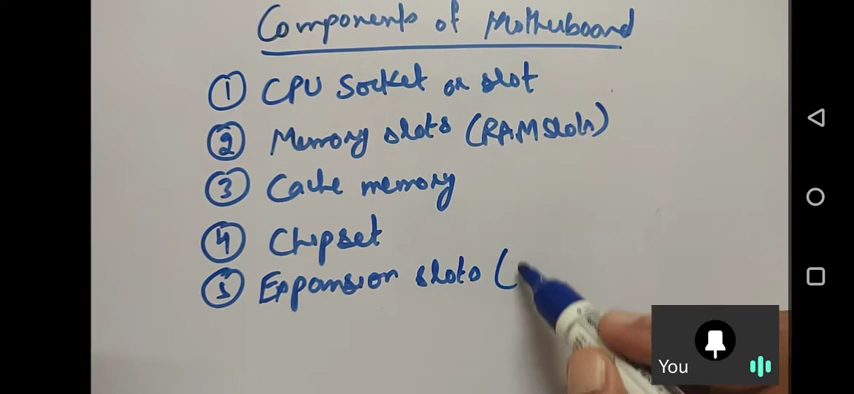 Components of Motherboard
① CPU Socket or slot
② Memory slots (RAM Slots)
③ Cache memory
④ Chipset
⑤ Expansion slots (
You